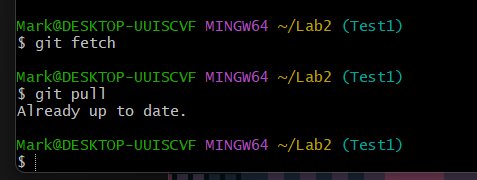 Mark@DESKTOP-UUISCVF MINGW64 ~/Lab2 (Test1)
$ git fetch
Mark@DESKTOP-UUISCVF MINGW64 ~/Lab2 (Test1)
$ git pull
Already up to date.
Mark@DESKTOP-UUISCVF MINGW64 ~/Lab2 (Test1)
$